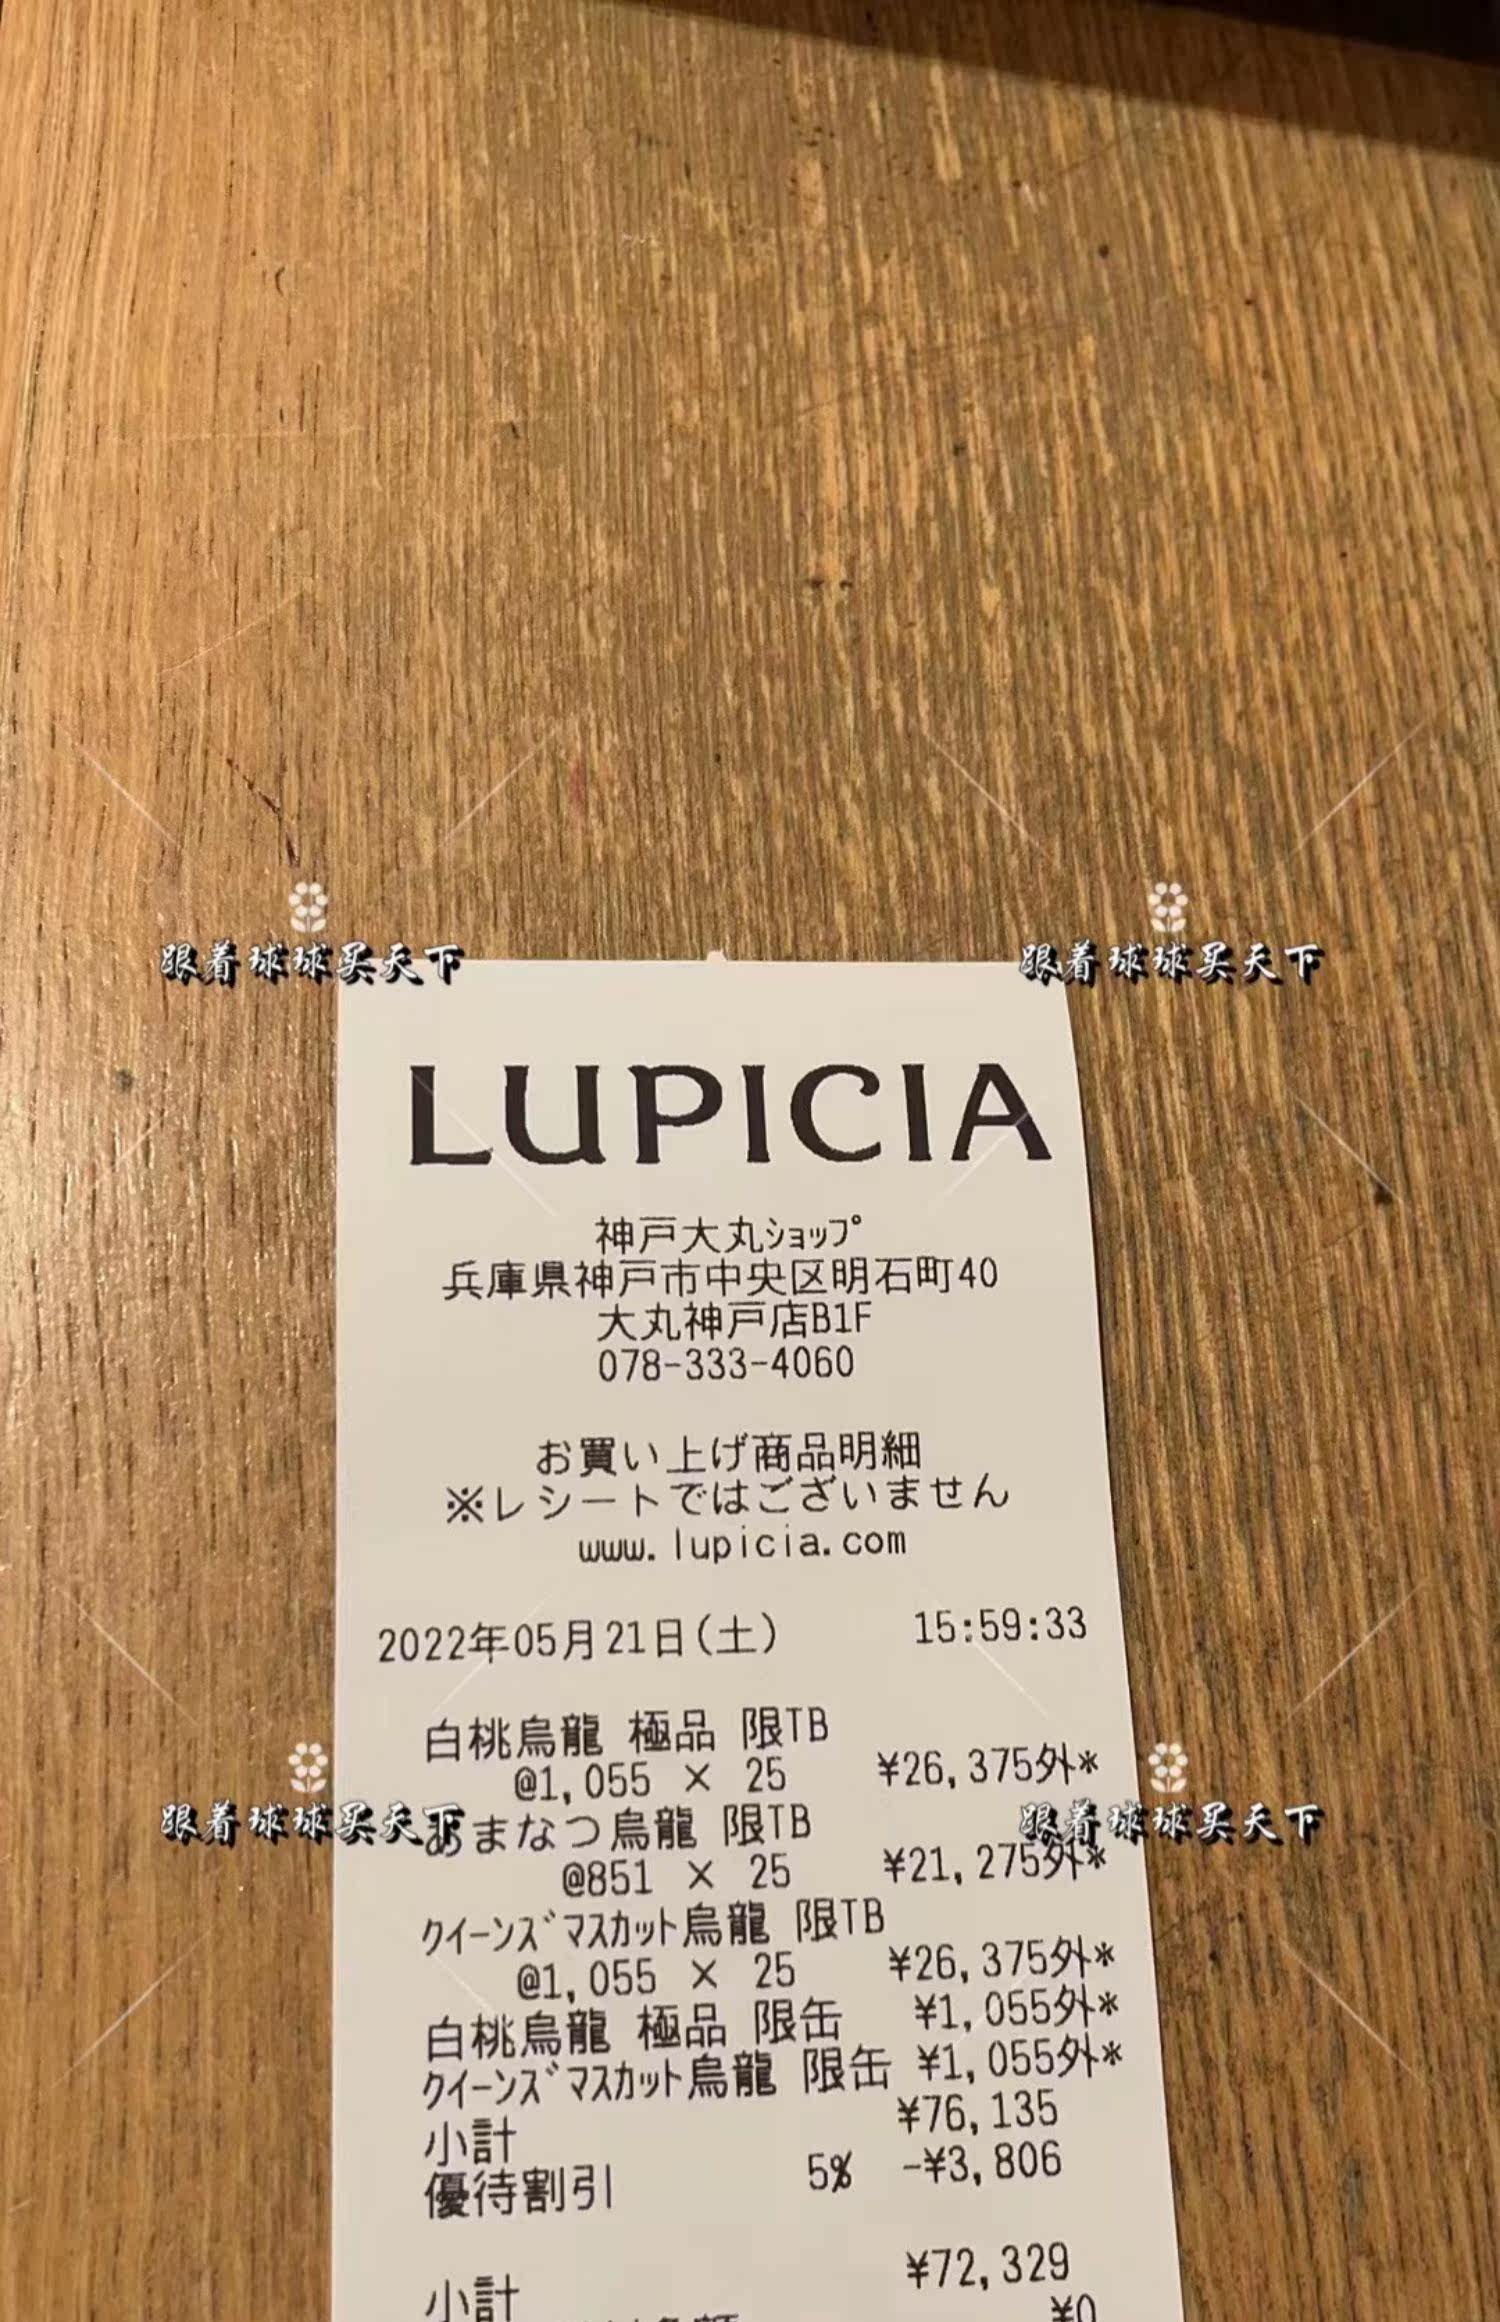 跟着球球买天下
跟着球球买天下
LUPICIA
神戸大丸ｼｮｯﾌﾟ
兵庫県神戸市中央区明石町40
大丸神戸店B1F
078-333-4060
お買い上げ商品明細
※レシートではございません
www.lupicia.com
2022年05月21日(土) 15:59:33
白桃烏龍 極品 限TB
@1,055 × 25 ¥26,375外*
跟着球球买天下
跟着球球买天下
あまなつ烏龍 限TB
@851 × 25 ¥21,275外*
ｸｲｰﾝｽﾞﾏｽｶｯﾄ烏龍 限TB
@1,055 × 25 ¥26,375外*
白桃烏龍 極品 限缶 ¥1,055外*
ｸｲｰﾝｽﾞﾏｽｶｯﾄ烏龍 限缶 ¥1,055外*
小計 ¥76,135
優待割引 5% -¥3,806
小計 ¥72,329
¥0